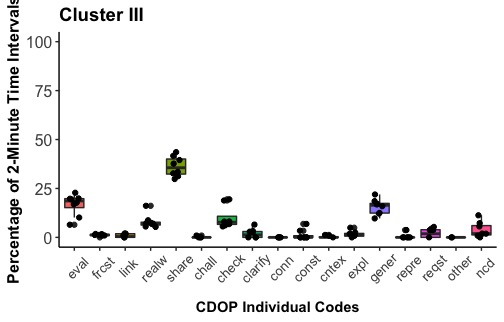 Cluster III
Percentage of 2-Minute Time Intervals
100
75
50
25
0
eval
frcst
link
realw
share
chall
check
clarify
conn
const
cntex
expl
gener
repre
reqst
other
ncd
CDOP Individual Codes